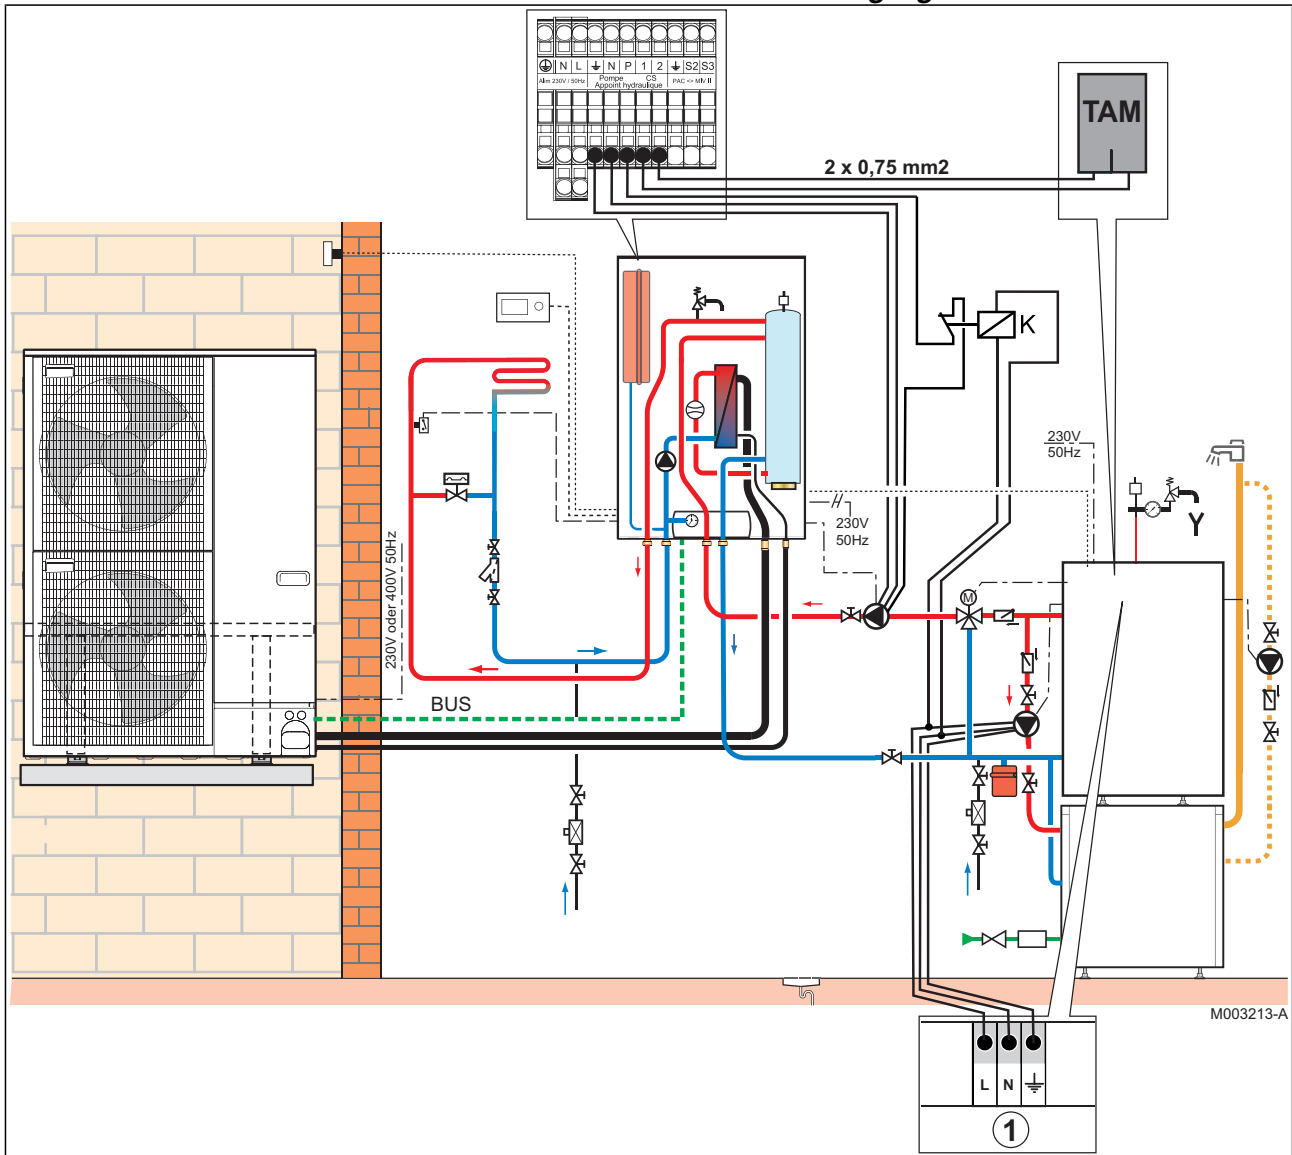 N L N P 1 2 S2 S3
Alim 230V / 50Hz Pompe CS PAC <> MIV II
Appoint hydraulique
TAM
2 x 0,75 mm2
K
230V
50Hz
230V
50Hz
Y
M
230V oder 400V 50Hz
BUS
M003213-A
L N
1